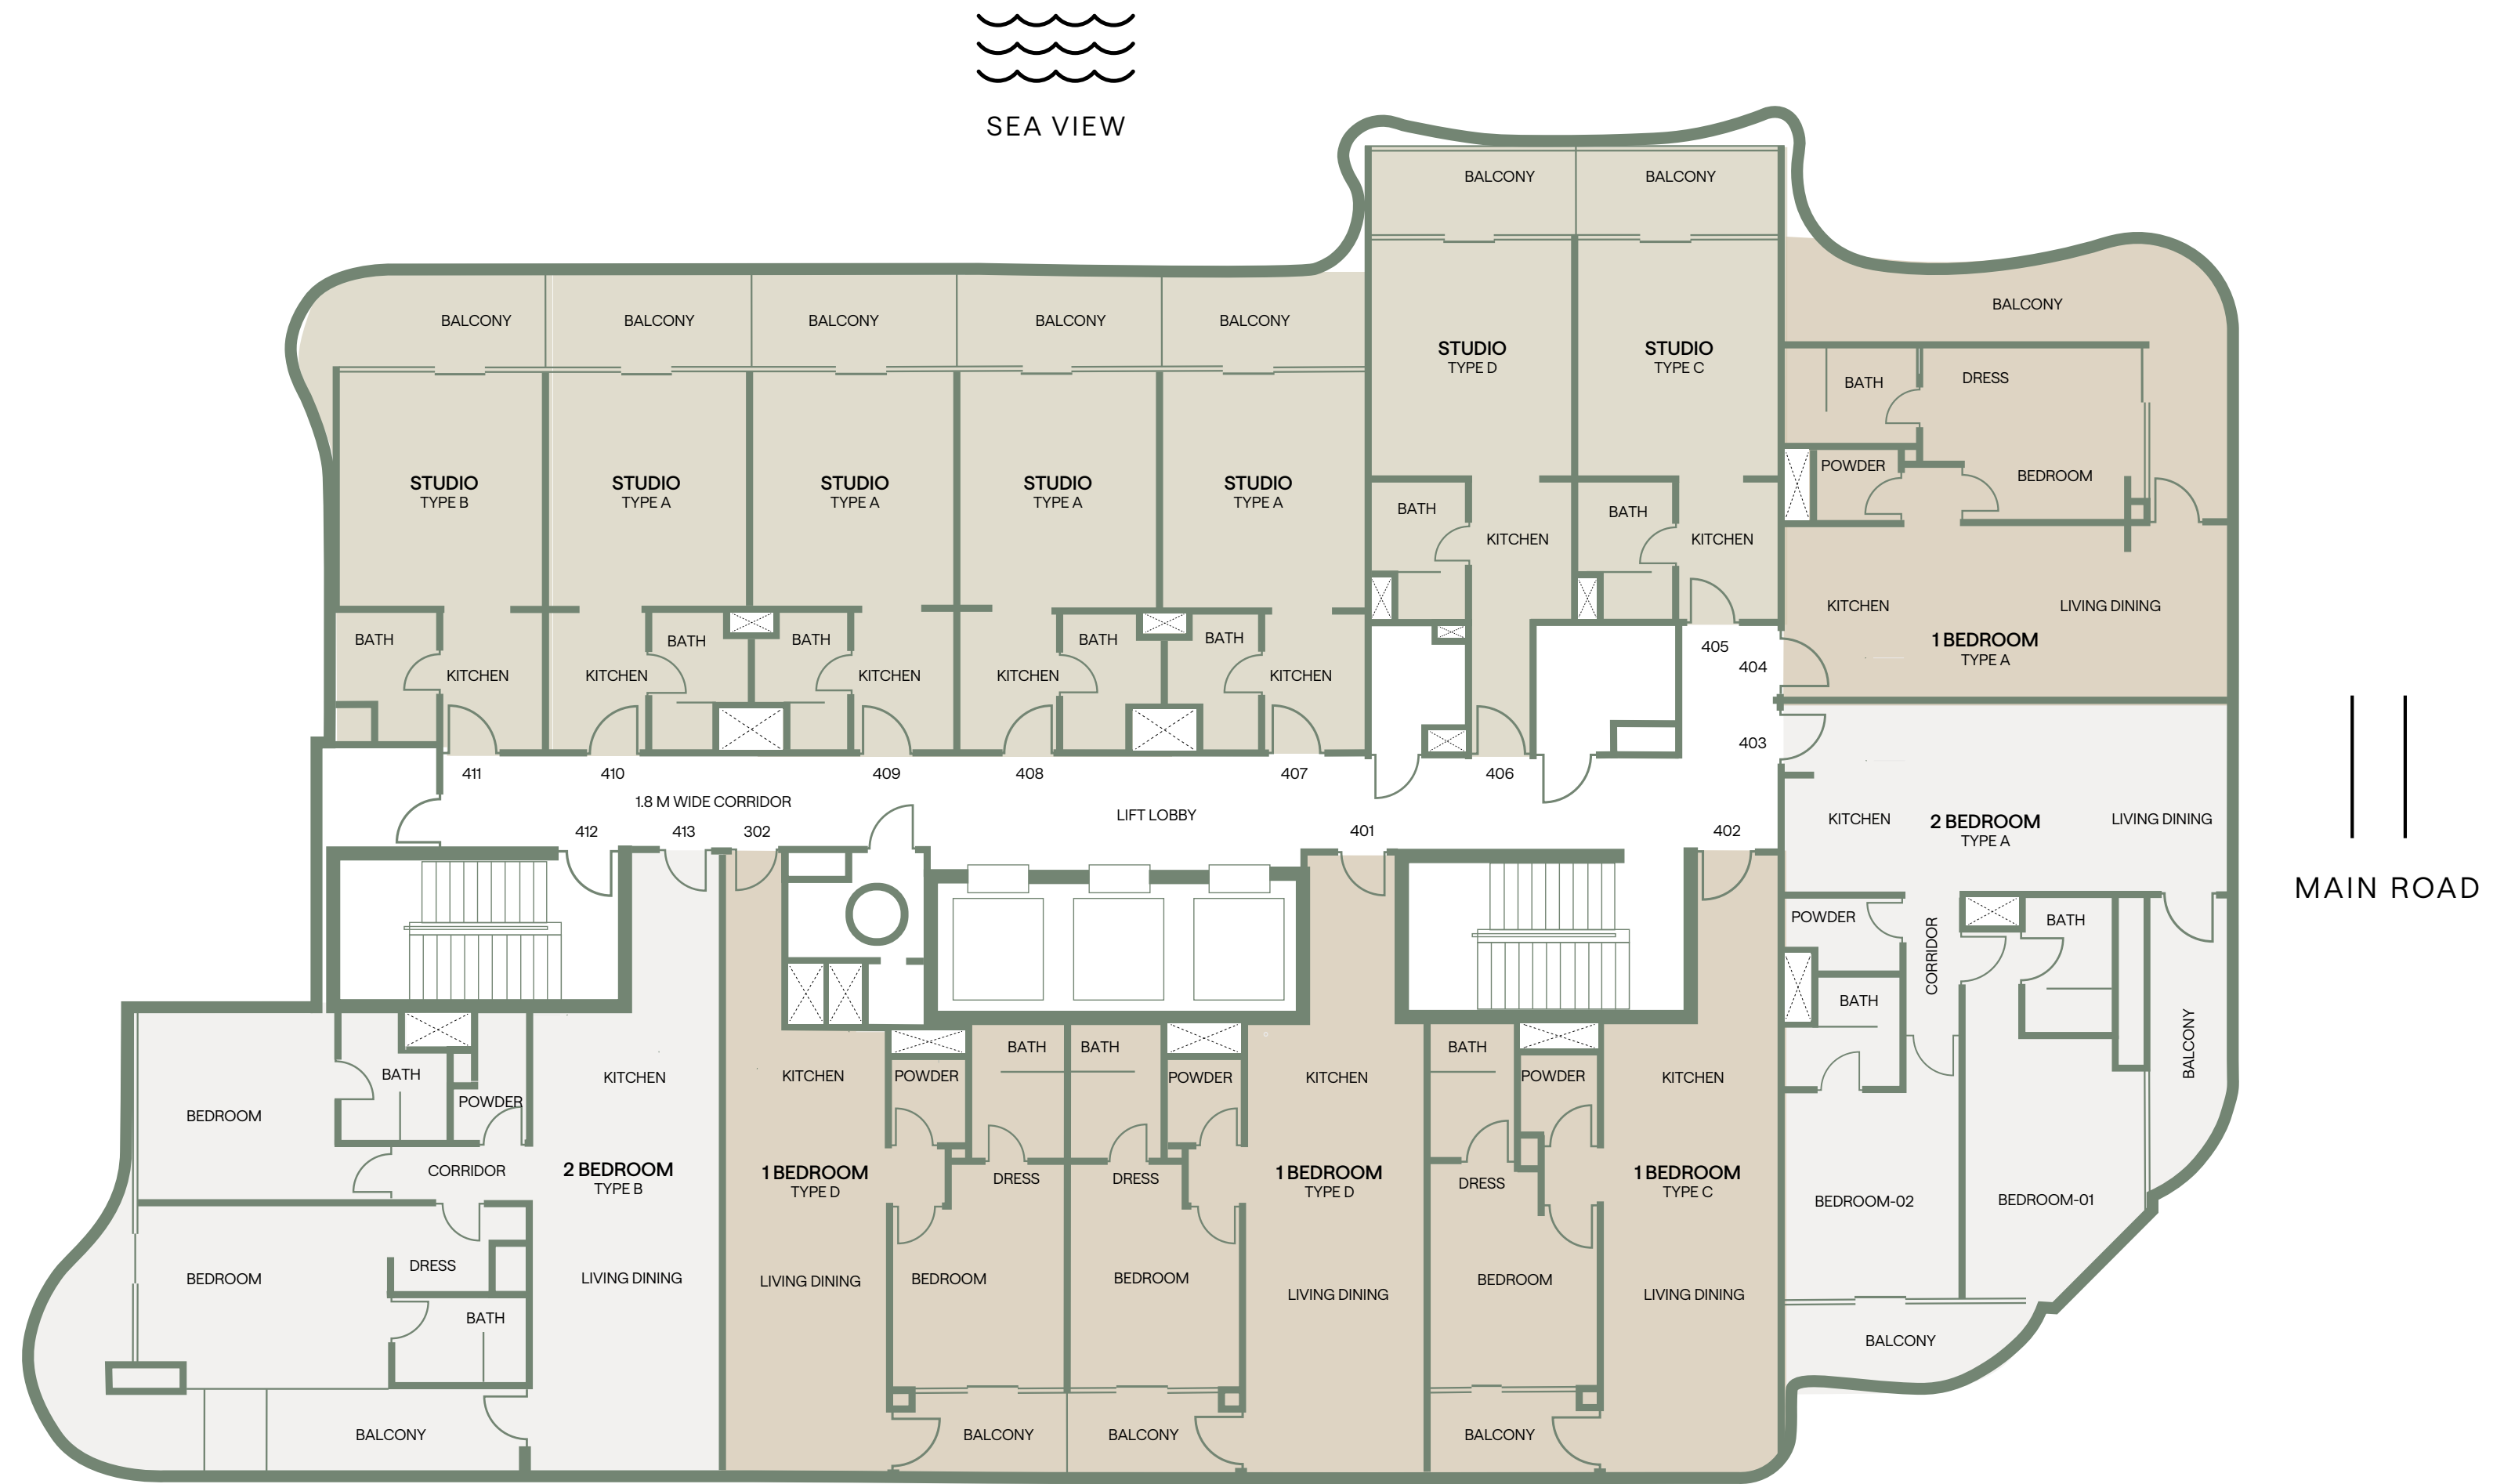 SEA VIEW
BALCONY
BALCONY
BALCONY
BALCONY
BALCONY
BALCONY
BALCONY
BALCONY
STUDIO
TYPE D
STUDIO
TYPE C
BATH
DRESS
POWDER
BEDROOM
STUDIO
TYPE B
STUDIO
TYPE A
STUDIO
TYPE A
STUDIO
TYPE A
STUDIO
TYPE A
BATH
KITCHEN
BATH
KITCHEN
KITCHEN
LIVING DINING
1 BEDROOM
TYPE A
BATH
KITCHEN
KITCHEN
BATH
BATH
KITCHEN
KITCHEN
BATH
BATH
KITCHEN
405
404
403
411
410
409
408
407
406
1.8 M WIDE CORRIDOR
LIFT LOBBY
412
413
302
401
402
KITCHEN
2 BEDROOM
TYPE A
LIVING DINING
MAIN ROAD
POWDER
CORRIDOR
BATH
BATH
BALCONY
BEDROOM-02
BEDROOM-01
BALCONY
BEDROOM
BATH
POWDER
KITCHEN
CORRIDOR
2 BEDROOM
TYPE B
BEDROOM
DRESS
LIVING DINING
BATH
BALCONY
KITCHEN
POWDER
BATH
1 BEDROOM
TYPE D
DRESS
LIVING DINING
BEDROOM
BALCONY
BATH
POWDER
KITCHEN
DRESS
1 BEDROOM
TYPE D
BEDROOM
LIVING DINING
BALCONY
BATH
POWDER
KITCHEN
DRESS
1 BEDROOM
TYPE C
BEDROOM
LIVING DINING
BALCONY